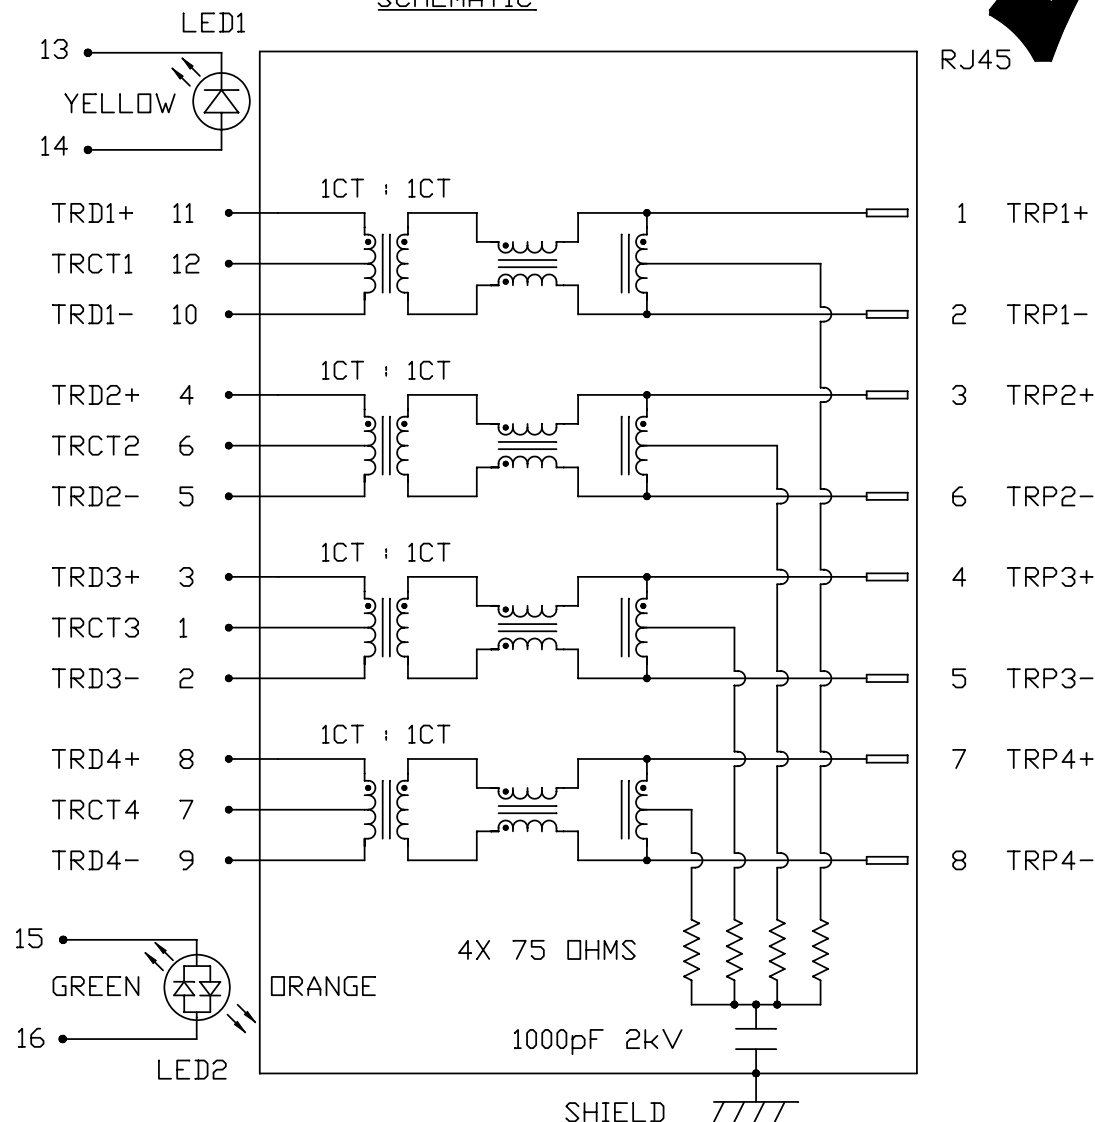 SCHEMATIC
LED1
13
RJ45
YELLOW
14
1CT : 1CT
TRD1+ 11 1 TRP1+
TRCT1 12
TRD1- 10 2 TRP1-
1CT : 1CT
TRD2+ 4 3 TRP2+
TRCT2 6
TRD2- 5 6 TRP2-
1CT : 1CT
TRD3+ 3 4 TRP3+
TRCT3 1
TRD3- 2 5 TRP3-
1CT : 1CT
TRD4+ 8 7 TRP4+
TRCT4 7
TRD4- 9 8 TRP4-
15
4X 75 OHMS
GREEN ORANGE
16
1000pF 2kV
LED2
SHIELD